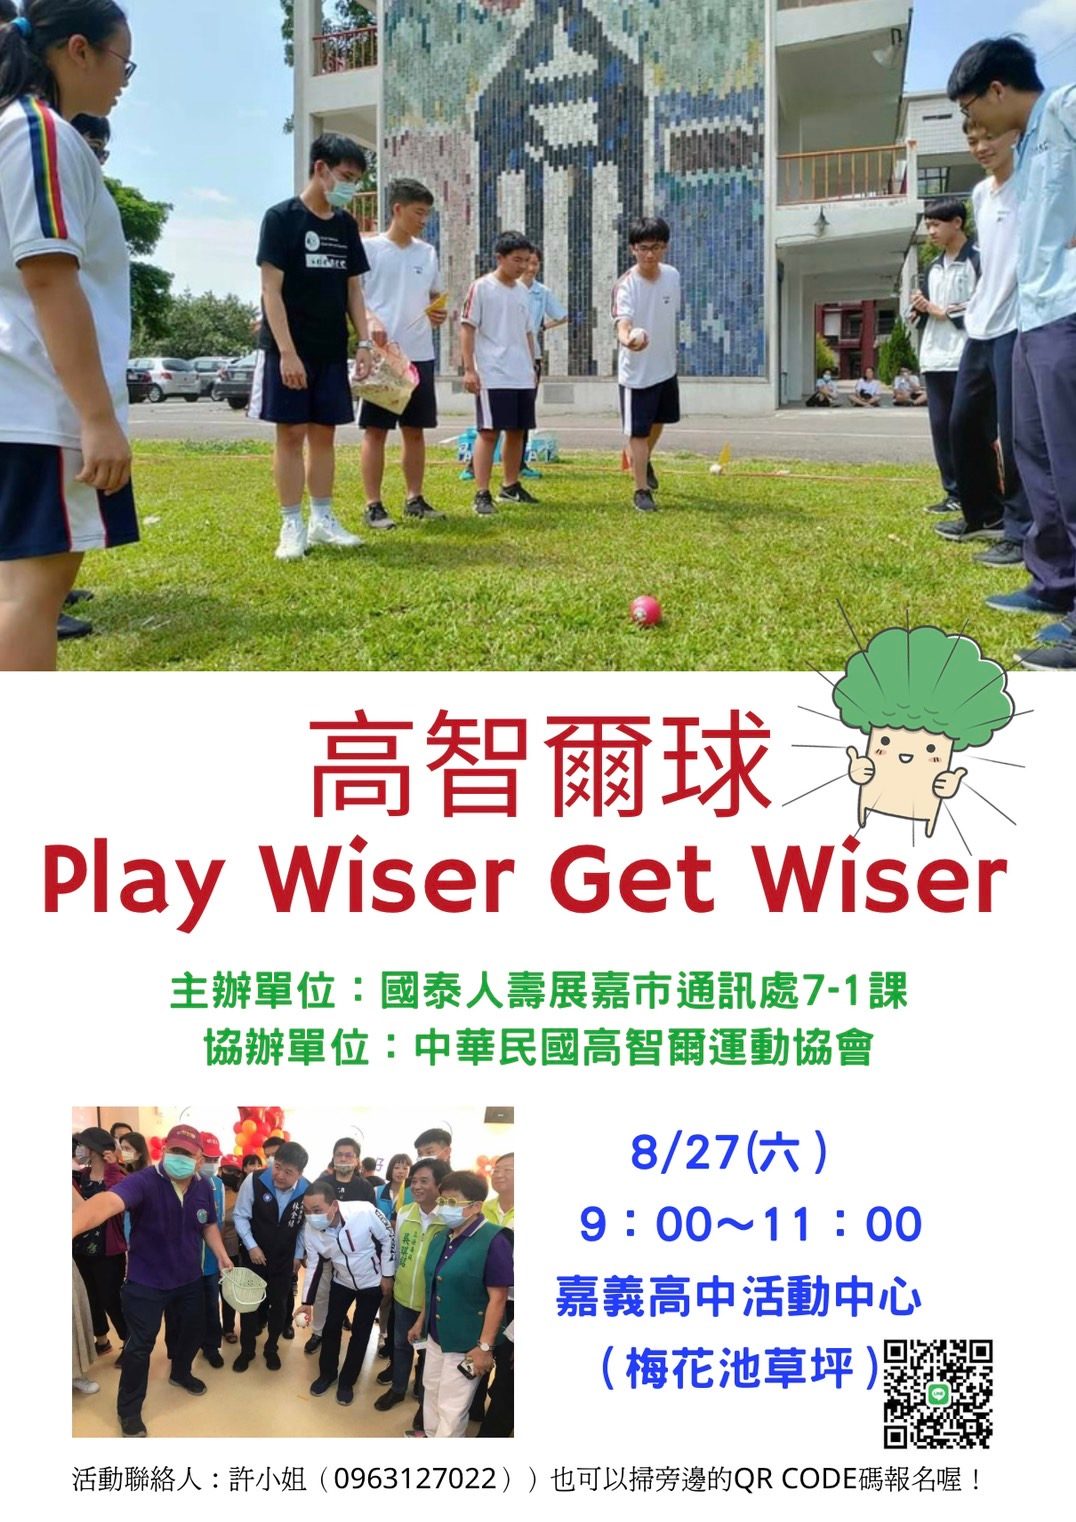 高智爾球
Play Wiser Get Wiser
主辦單位：國泰人壽展嘉市通訊處7-1課
協辦單位：中華民國高智爾運動協會
8/27(六)
9：00～11：00
嘉義高中活動中心
(梅花池草坪)
LINE
活動聯絡人：許小姐（0963127022））也可以掃旁邊的QR CODE碼報名喔！